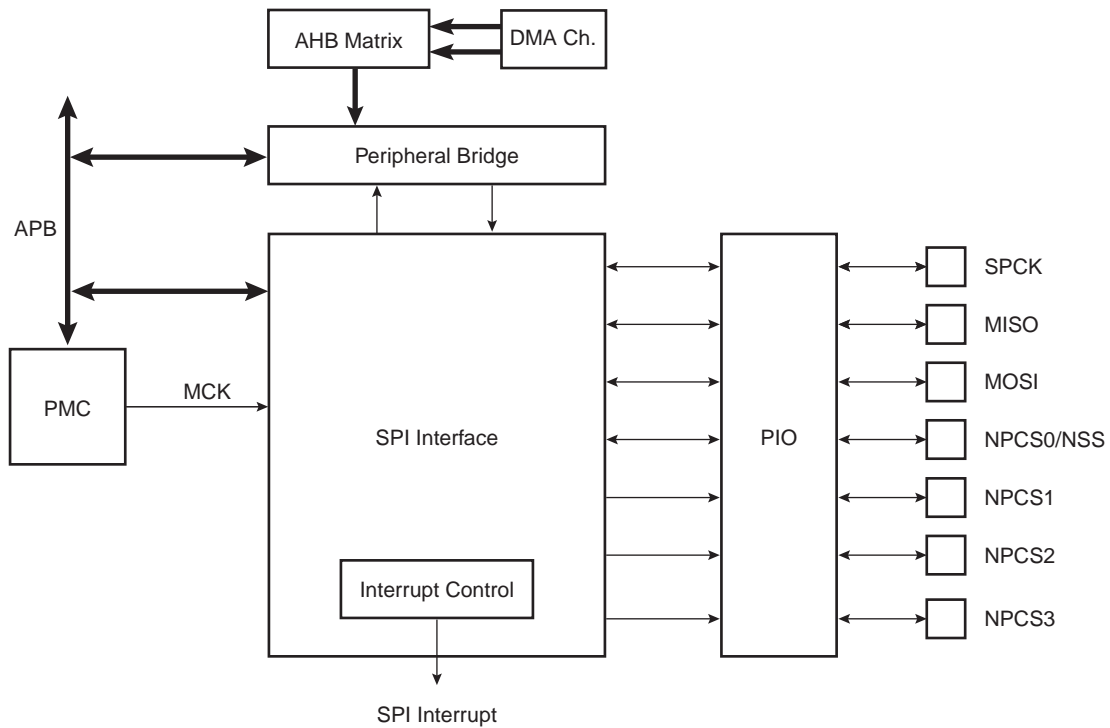 AHB Matrix
DMA Ch.
Peripheral Bridge
APB
PMC
MCK
SPI Interface
PIO
SPCK
MISO
MOSI
NPCS0/NSS
NPCS1
NPCS2
NPCS3
Interrupt Control
SPI Interrupt